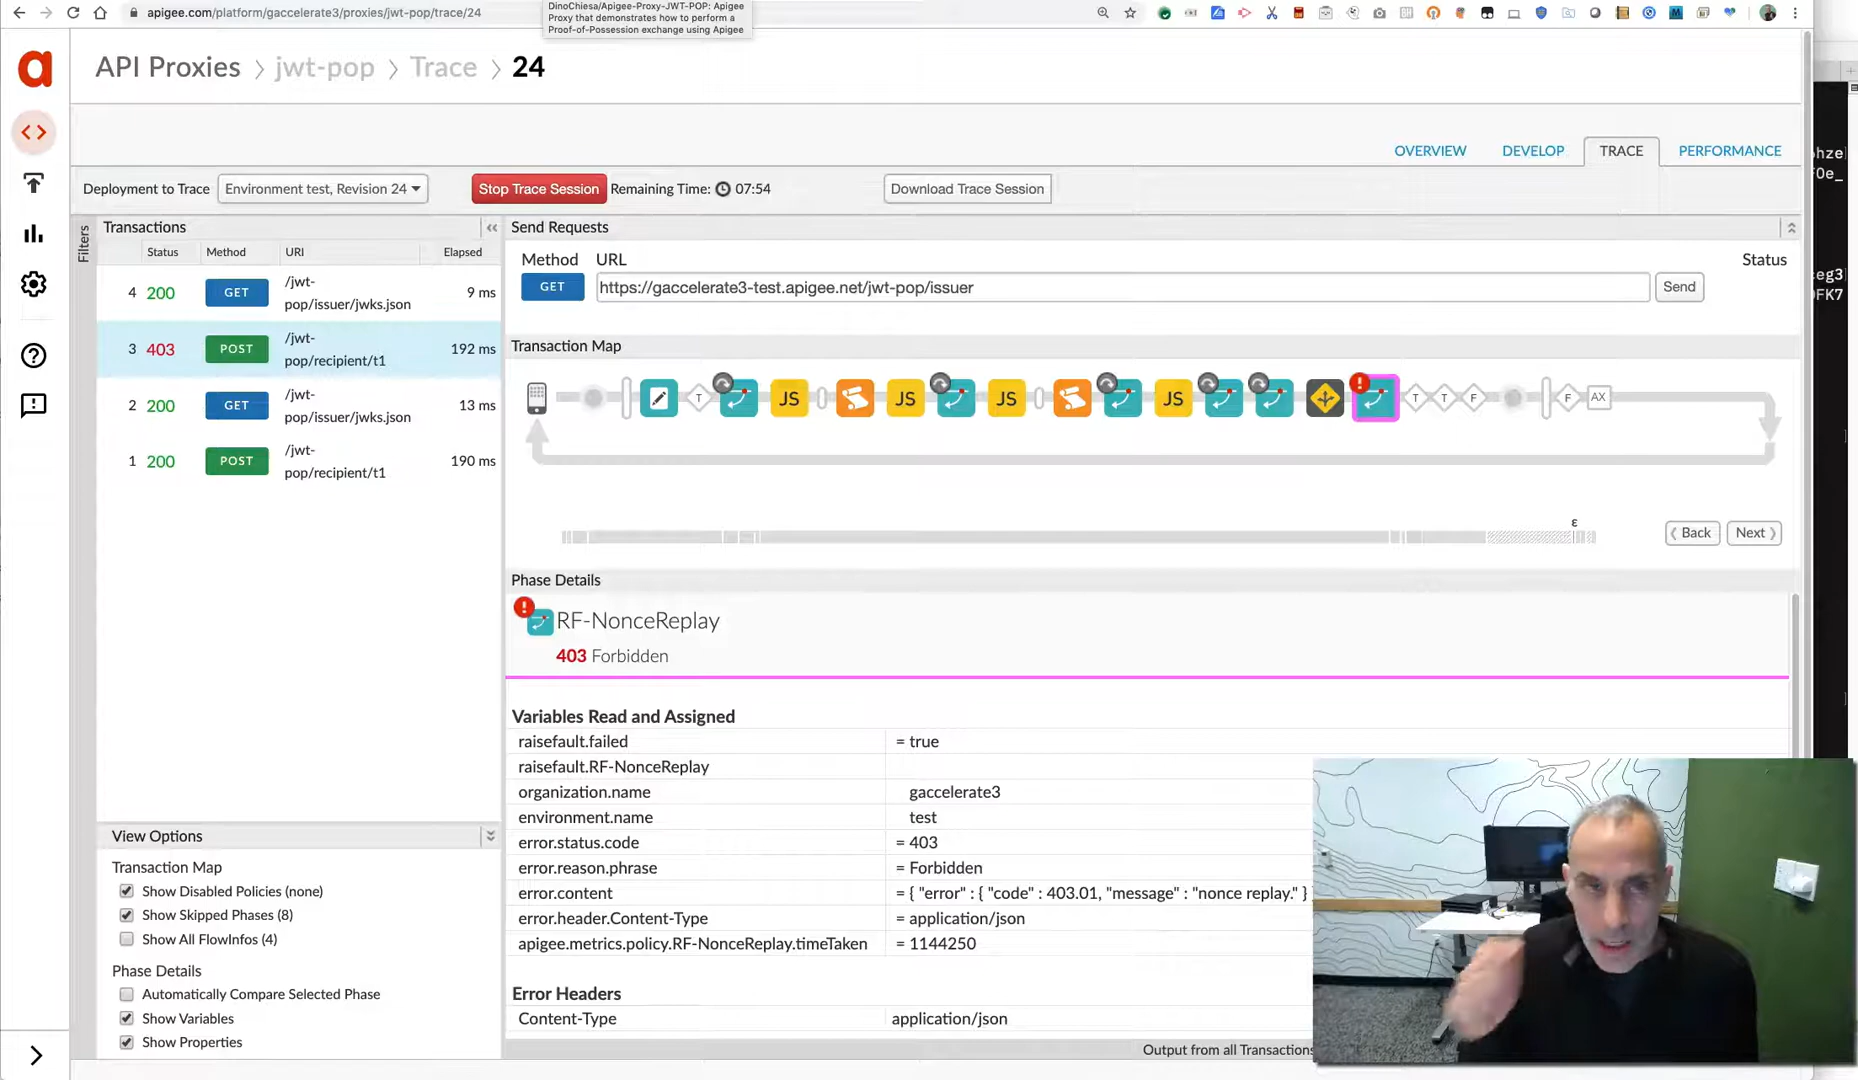 apigee.com/platform/gaccelerate3/proxies/jwt-pop/trace/24
DinoChiesa/Apigee-Proxy-JWT-POP: Apigee
Proxy that demonstrates how to perform a
Proof-of-Possession exchange using Apigee
API Proxies > jwt-pop > Trace > 24
OVERVIEW DEVELOP TRACE PERFORMANCE
Deployment to Trace Environment test, Revision 24 Stop Trace Session Remaining Time: 07:54 Download Trace Session
Filters
Transactions
Status Method URI Elapsed
4 200 GET /jwt-
pop/issuer/jwks.json 9 ms
3 403 POST /jwt-
pop/recipient/t1 192 ms
2 200 GET /jwt-
pop/issuer/jwks.json 13 ms
1 200 POST /jwt-
pop/recipient/t1 190 ms
Send Requests
Method URL Status
GET https://gaccelerate3-test.apigee.net/jwt-pop/issuer Send
Transaction Map
T JS JS JS JS T T F F AX
ε
Back Next
Phase Details
RF-NonceReplay
403 Forbidden
Variables Read and Assigned
raisefault.failed = true
raisefault.RF-NonceReplay
organization.name gaccelerate3
environment.name test
error.status.code = 403
error.reason.phrase = Forbidden
error.content = { "error" : { "code" : 403.01, "message" : "nonce replay." } }
error.header.Content-Type = application/json
apigee.metrics.policy.RF-NonceReplay.timeTaken = 1144250
Error Headers
Content-Type application/json
Output from all Transactions
View Options
Transaction Map
Show Disabled Policies (none)
Show Skipped Phases (8)
Show All FlowInfos (4)
Phase Details
Automatically Compare Selected Phase
Show Variables
Show Properties